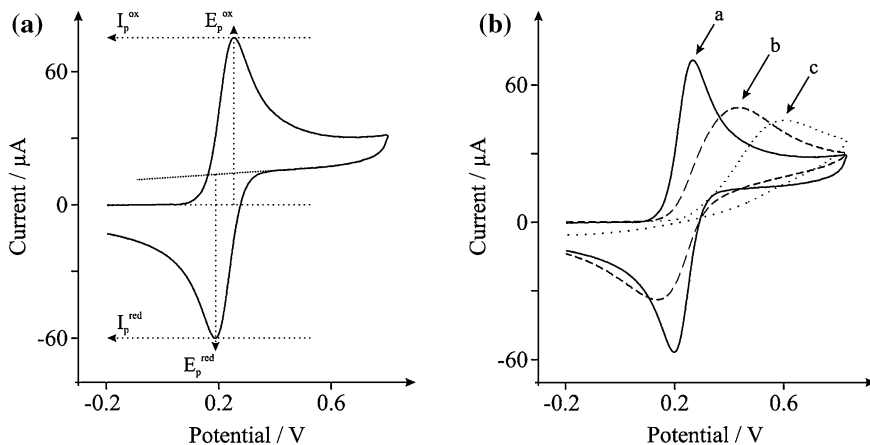 (a)
I_p^ox
E_p^ox
60
0
-60
I_p^red
E_p^red
-0.2
0.2
0.6
Current / μA
Potential / V
(b)
a
b
c
60
0
-60
-0.2
0.2
0.6
Current / μA
Potential / V